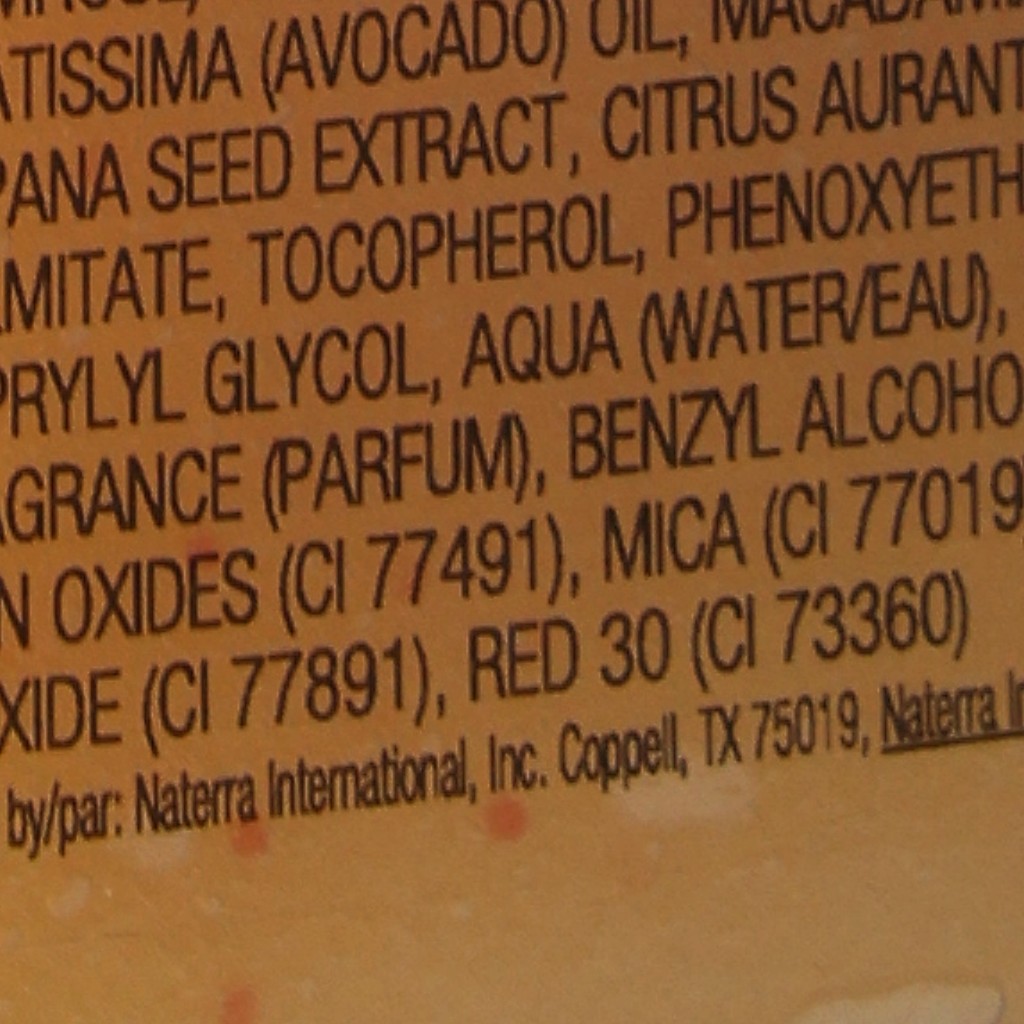 ATISSIMA (AVOCADO) OIL, MACADAMI
PANA SEED EXTRACT, CITRUS AURANT
MITATE, TOCOPHEROL, PHENOXYETH
PRYLYL GLYCOL, AQUA (WATER/EAU),
AGRANCE (PARFUM), BENZYL ALCOHO
N OXIDES (CI 77491), MICA (CI 77019
XIDE (CI 77891), RED 30 (CI 73360)
by/par: Naterra International, Inc. Coppell, TX 75019, Naterra In